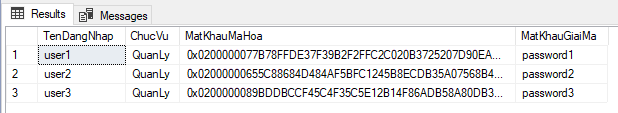 Results Messages
TenDangNhap ChucVu MatKhauMaHoa MatKhauGiaiMa
1 user1 QuanLy 0x0200000077B78FFDE37F39B2F2FFC2C020B3725207D90EA... password1
2 user2 QuanLy 0x0200000655C88684D484AF5BFC1245B8ECDB35A07568B4... password2
3 user3 QuanLy 0x0200000089BDDBCCF45C4F35C5E12B14F86ADB58A80DB3... password3